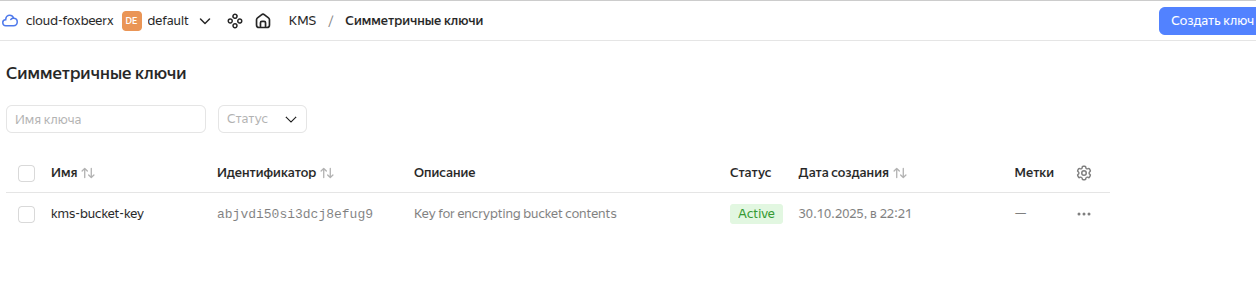 cloud-foxbeerx DE default KMS / Симметричные ключи Создать ключ
Симметричные ключи
Имя ключа Статус
Имя Идентификатор Описание Статус Дата создания Метки
kms-bucket-key abjvdi50si3dcj8efug9 Key for encrypting bucket contents Active 30.10.2025, в 22:21 —